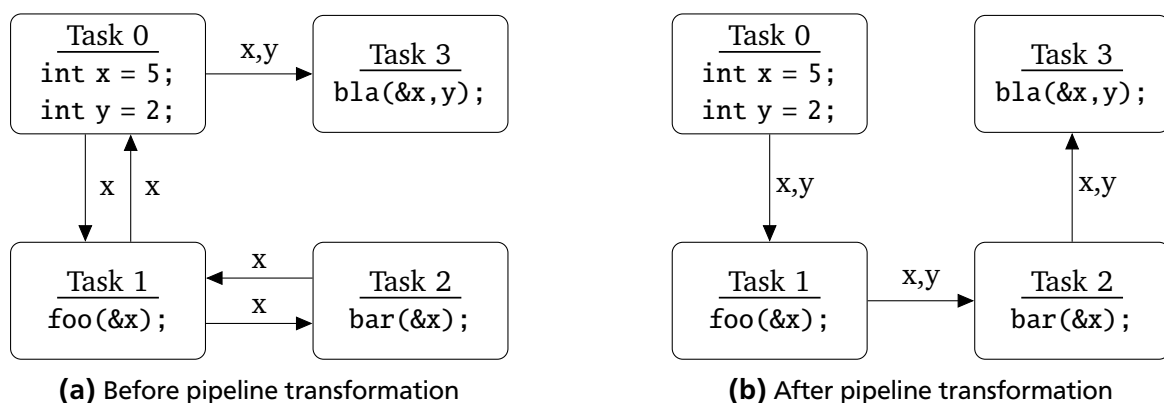 Task 0
int x = 5;
int y = 2;
x,y
Task 3
bla(&x,y);
x
x
Task 1
foo(&x);
x
x
Task 2
bar(&x);
(a) Before pipeline transformation
Task 0
int x = 5;
int y = 2;
Task 3
bla(&x,y);
x,y
x,y
Task 1
foo(&x);
x,y
Task 2
bar(&x);
(b) After pipeline transformation